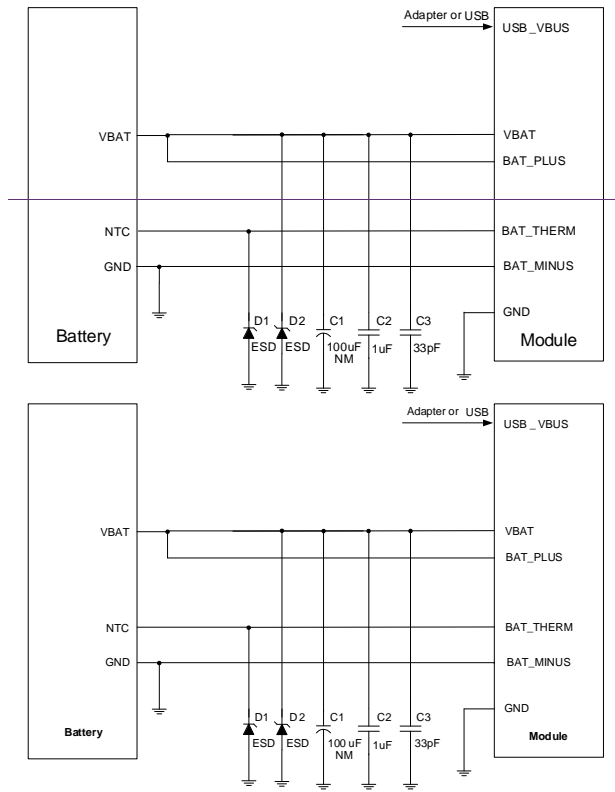 Adapter or USB
USB_VBUS
VBAT
VBAT
BAT_PLUS
NTC
BAT_THERM
GND
BAT_MINUS
GND
D1
D2
C1
C2
C3
ESD
ESD
100uF
NM
1uF
33pF
Battery
Module
Adapter or USB
USB_VBUS
VBAT
VBAT
BAT_PLUS
NTC
BAT_THERM
GND
BAT_MINUS
GND
D1
D2
C1
C2
C3
ESD
ESD
100uF
NM
1uF
33pF
Battery
Module